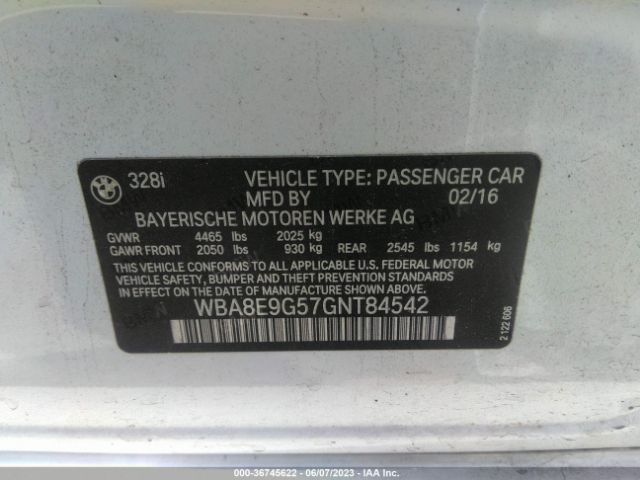 328i VEHICLE TYPE: PASSENGER CAR
MFD BY 02/16
BAYERISCHE MOTOREN WERKE AG
GVWR 4465 lbs 2025 kg
GAWR FRONT 2050 lbs 930 kg REAR 2545 lbs 1154 kg
THIS VEHICLE CONFORMS TO ALL APPLICABLE U.S. FEDERAL MOTOR
VEHICLE SAFETY, BUMPER AND THEFT PREVENTION STANDARDS
IN EFFECT ON THE DATE OF MANUFACTURE SHOWN ABOVE.
WBA8E9G57GNT84542
2 122 606
000-36745622 - 06/07/2023 - IAA Inc.